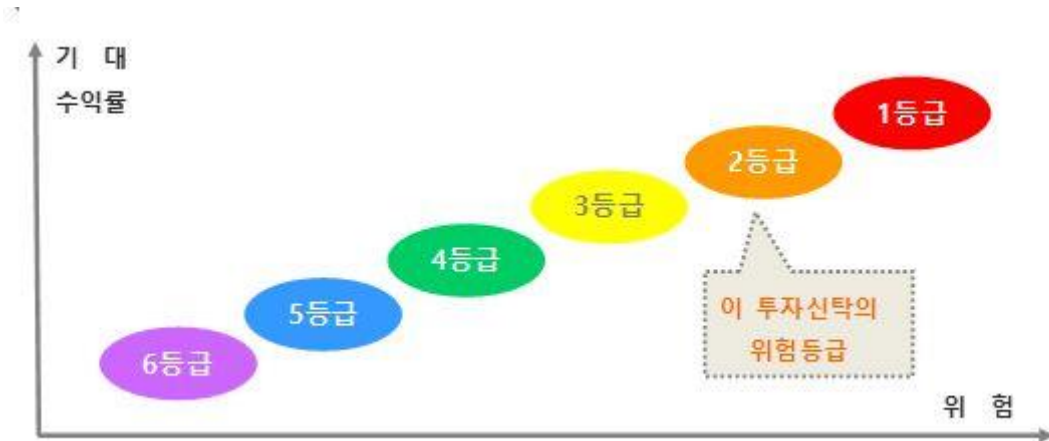 기 대
수익률
1등급
2등급
3등급
4등급
5등급
6등급
이 투자신탁의
위험등급
위 험